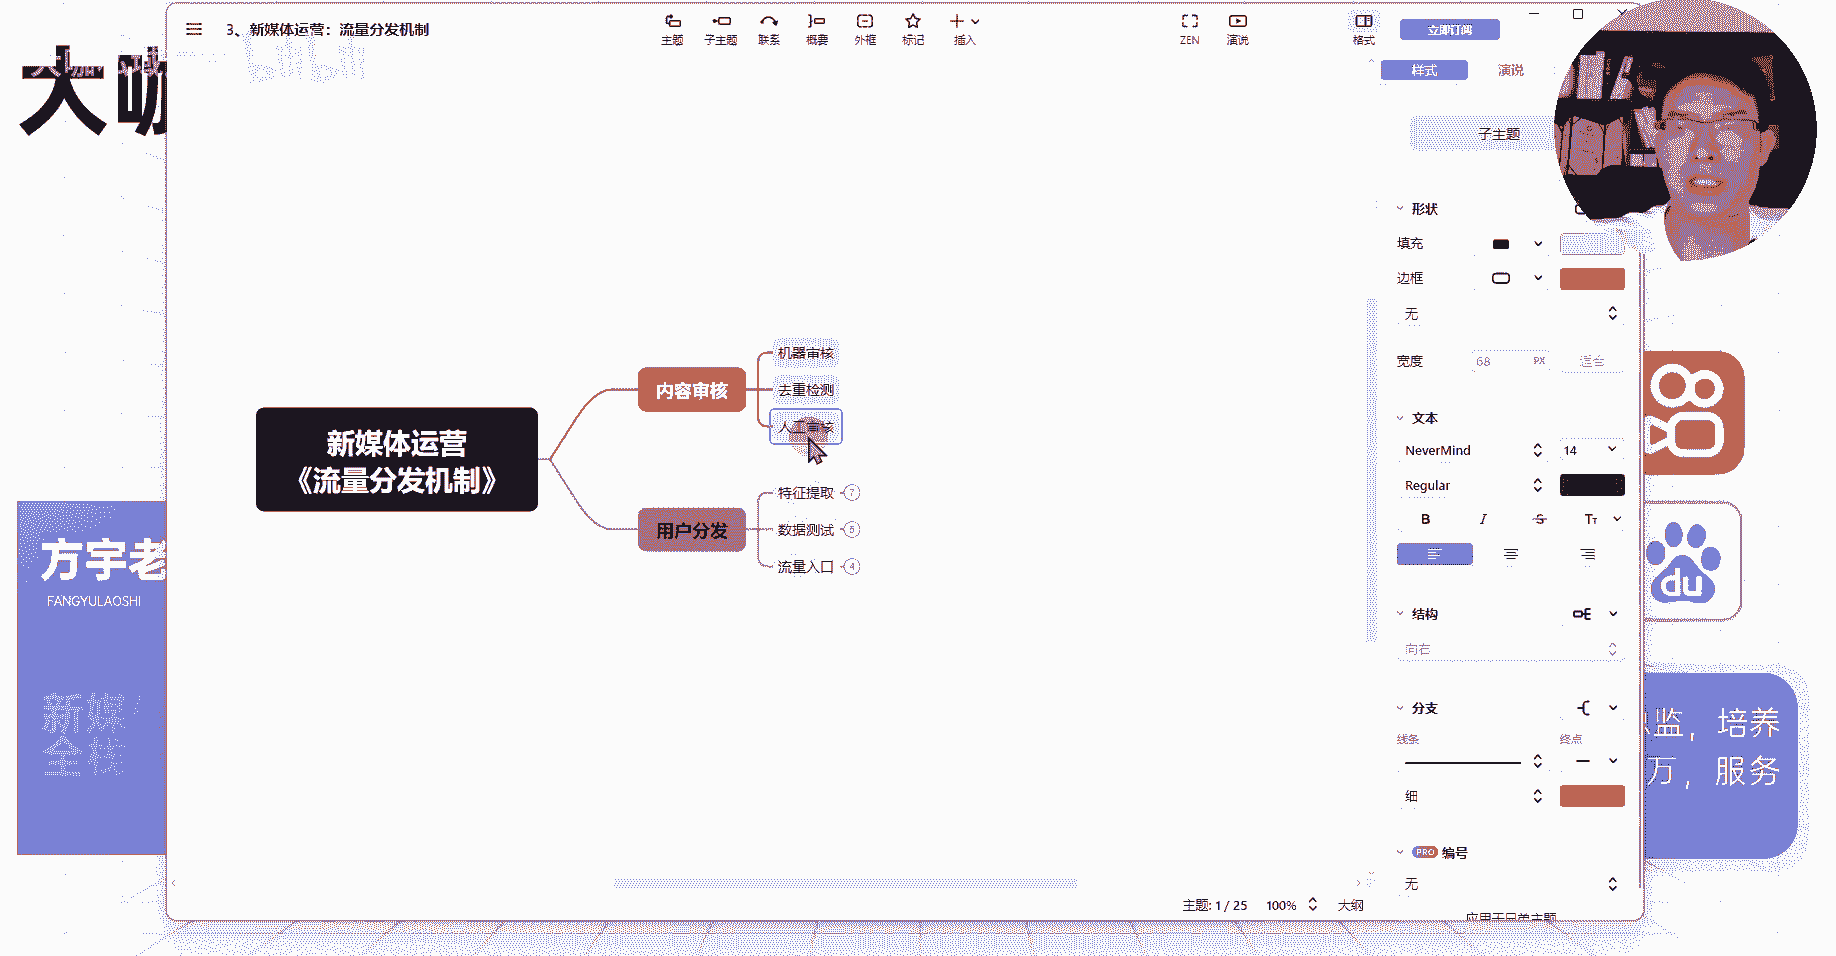 大咖
bilibili
3、新媒体运营：流量分发机制
主题
子主题
联系
概要
外框
标记
插入
ZEN
演说
格式
立即订阅
样式
演说
子主题
新媒体运营
《流量分发机制》
内容审核
机器审核
去重检测
人工审核
用户分发
特征提取 7
数据测试 5
流量入口 4
形状
填充
边框
无
宽度
68 PX
适合
文本
NeverMind
14
Regular
B I S Tт
结构
向右
分支
线条
终点
细
PRO 编号
无
应用于兄弟主题
主题: 1 / 25
100%
大纲
方宇老
FANGYULAOSHI
新媒
全栈
du
监，培养
万，服务